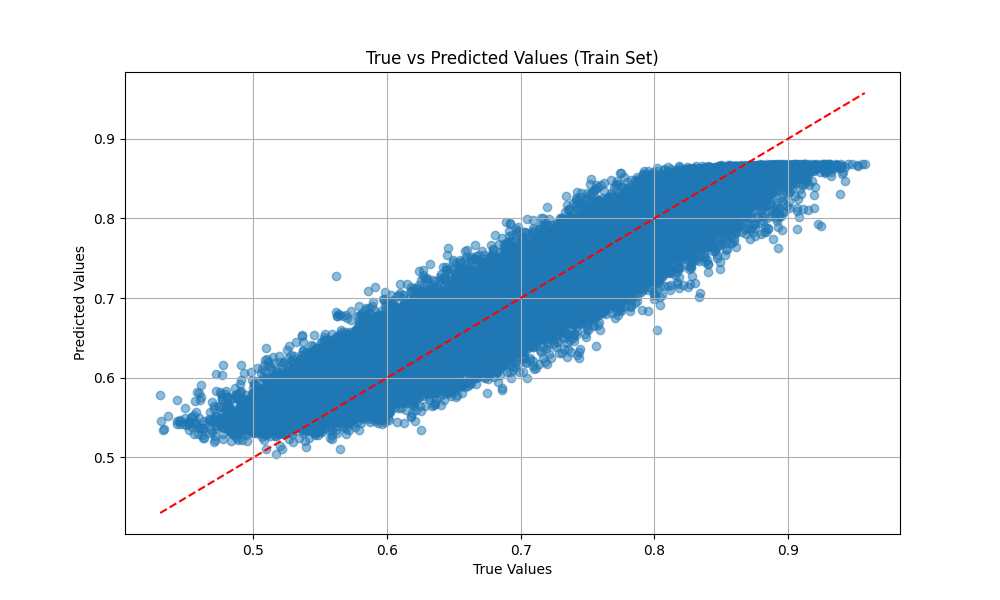 True vs Predicted Values (Train Set)
Predicted Values
0.9
0.8
0.7
0.6
0.5
0.5 0.6 0.7 0.8 0.9
True Values